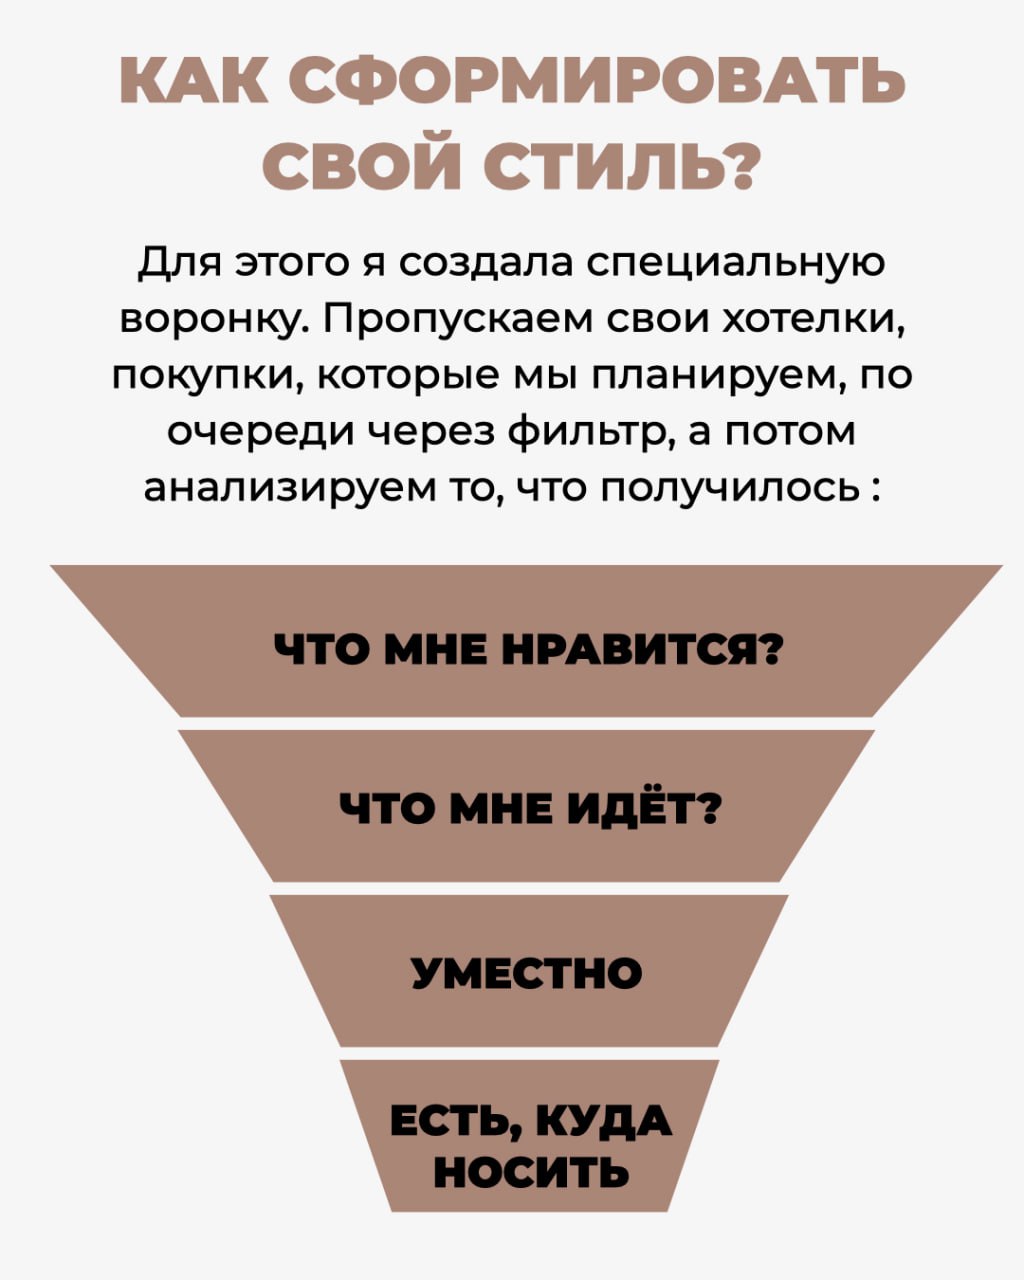 КАК СФОРМИРОВАТЬ
СВОЙ СТИЛЬ?
Для этого я создала специальную
воронку. Пропускаем свои хотелки,
покупки, которые мы планируем, по
очереди через фильтр, а потом
анализируем то, что получилось :
ЧТО МНЕ НРАВИТСЯ?
ЧТО МНЕ ИДЁТ?
УМЕСТНО
ЕСТЬ, КУДА
НОСИТЬ